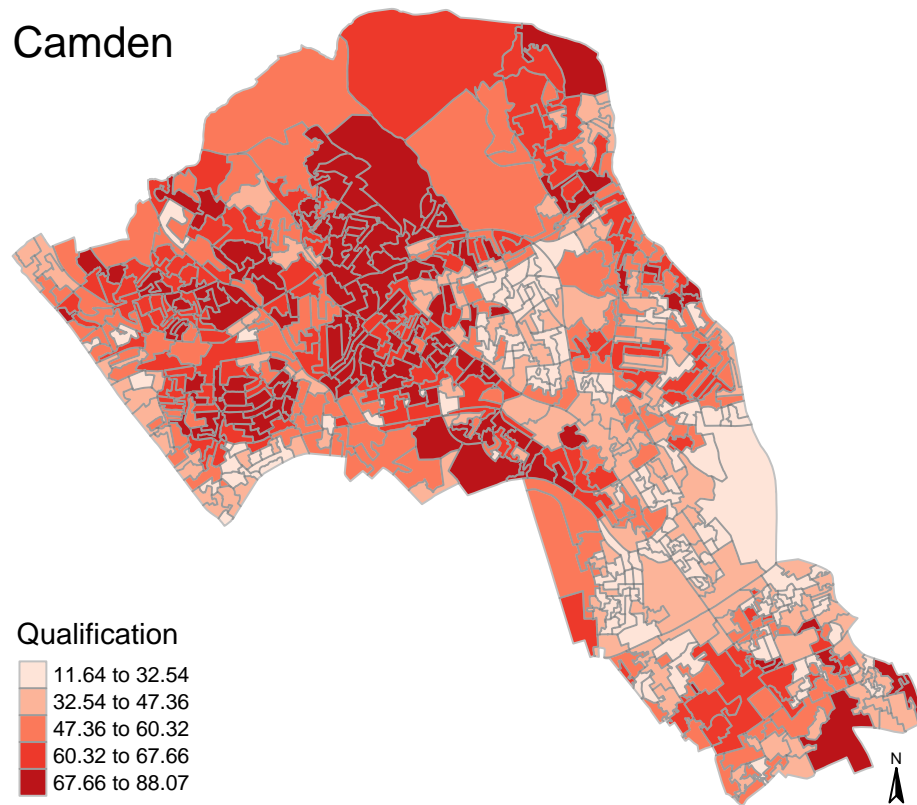 Camden
Qualification
11.64 to 32.54
32.54 to 47.36
47.36 to 60.32
60.32 to 67.66
67.66 to 88.07
N